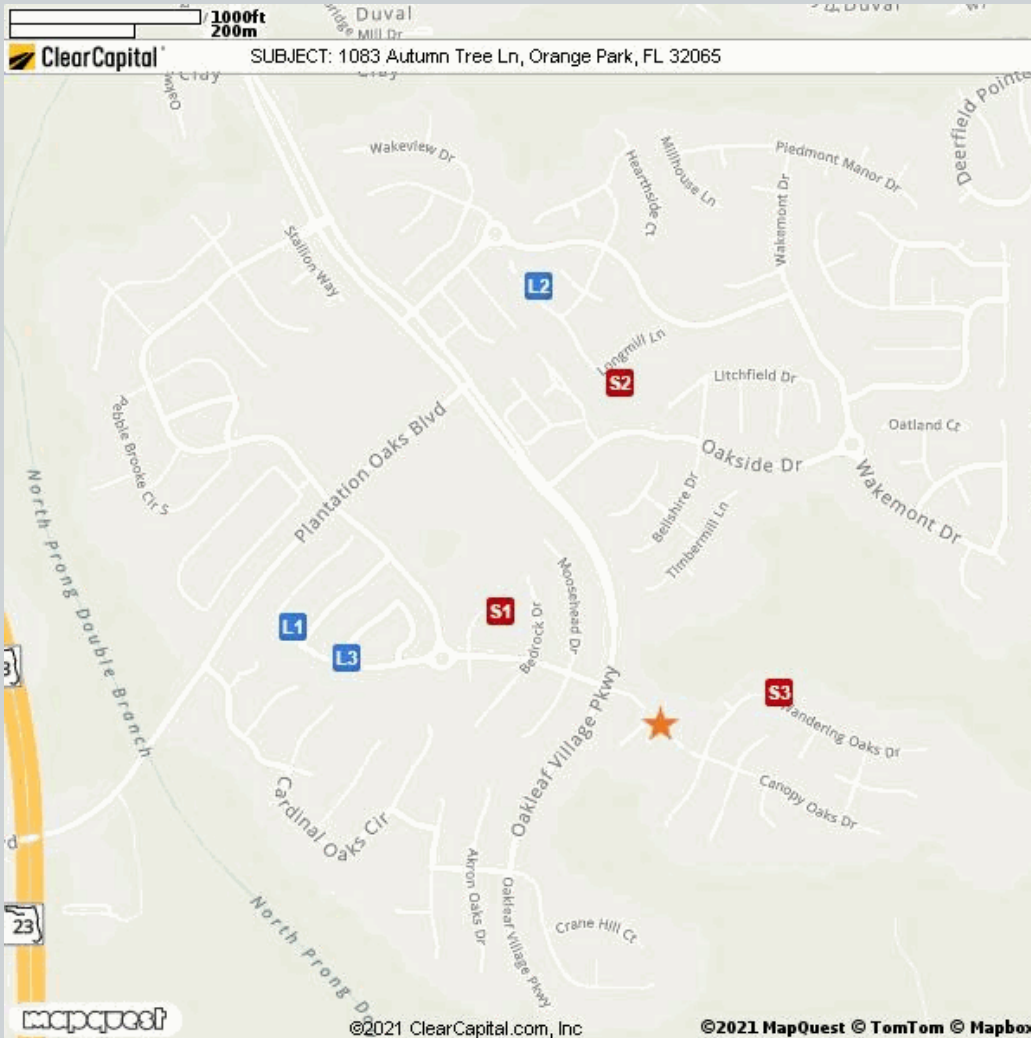 1000ft
200m
Duval
Mill Dr
Duval
ClearCapital
SUBJECT: 1083 Autumn Tree Ln, Orange Park, FL 32065
Clay
Clay
Deerfield Pointe
Wakeview Dr
Hearthside Ct
Millhouse Ln
Piedmont Manor Dr
Wakemont Dr
Stallion Way
L2
Longmill Ln
S2
Litchfield Dr
Pebble Brooke Cir S
Plantation Oaks Blvd
Oakside Dr
Oatland Ct
Wakemont Dr
Bellshire Dr
Timbermill Ln
North Prong Double Branch
Moosehead Dr
S1
Bedrock Dr
L1
L3
S3
Wandering Oaks Dr
Oakleaf Village Pkwy
Canopy Oaks Dr
Cardinal Oaks Cir
Akron Oaks Dr
Oakleaf Village Pkwy
Crane Hill Ct
23
North Prong Do
mapquest
©2021 ClearCapital.com, Inc
©2021 MapQuest © TomTom © Mapbox